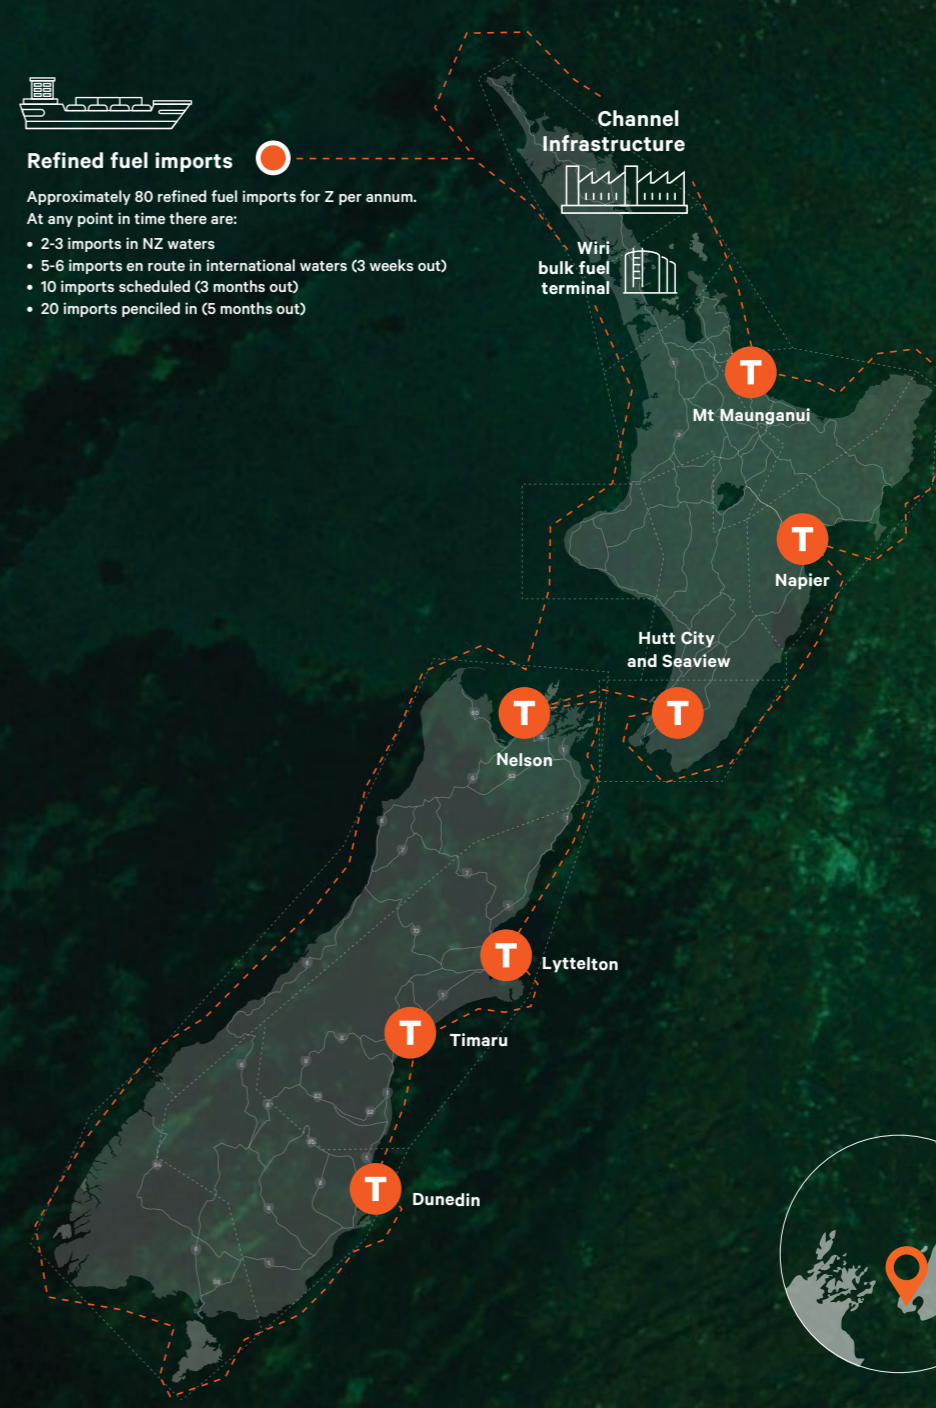 Channel
Infrastructure
Refined fuel imports
Approximately 80 refined fuel imports for Z per annum.
At any point in time there are:
• 2-3 imports in NZ waters
• 5-6 imports en route in international waters (3 weeks out)
• 10 imports scheduled (3 months out)
• 20 imports penciled in (5 months out)
Wiri
bulk fuel
terminal
T
Mt Maunganui
T
Napier
Hutt City
and Seaview
T
Nelson
T
T
Lyttelton
T
Timaru
T
Dunedin